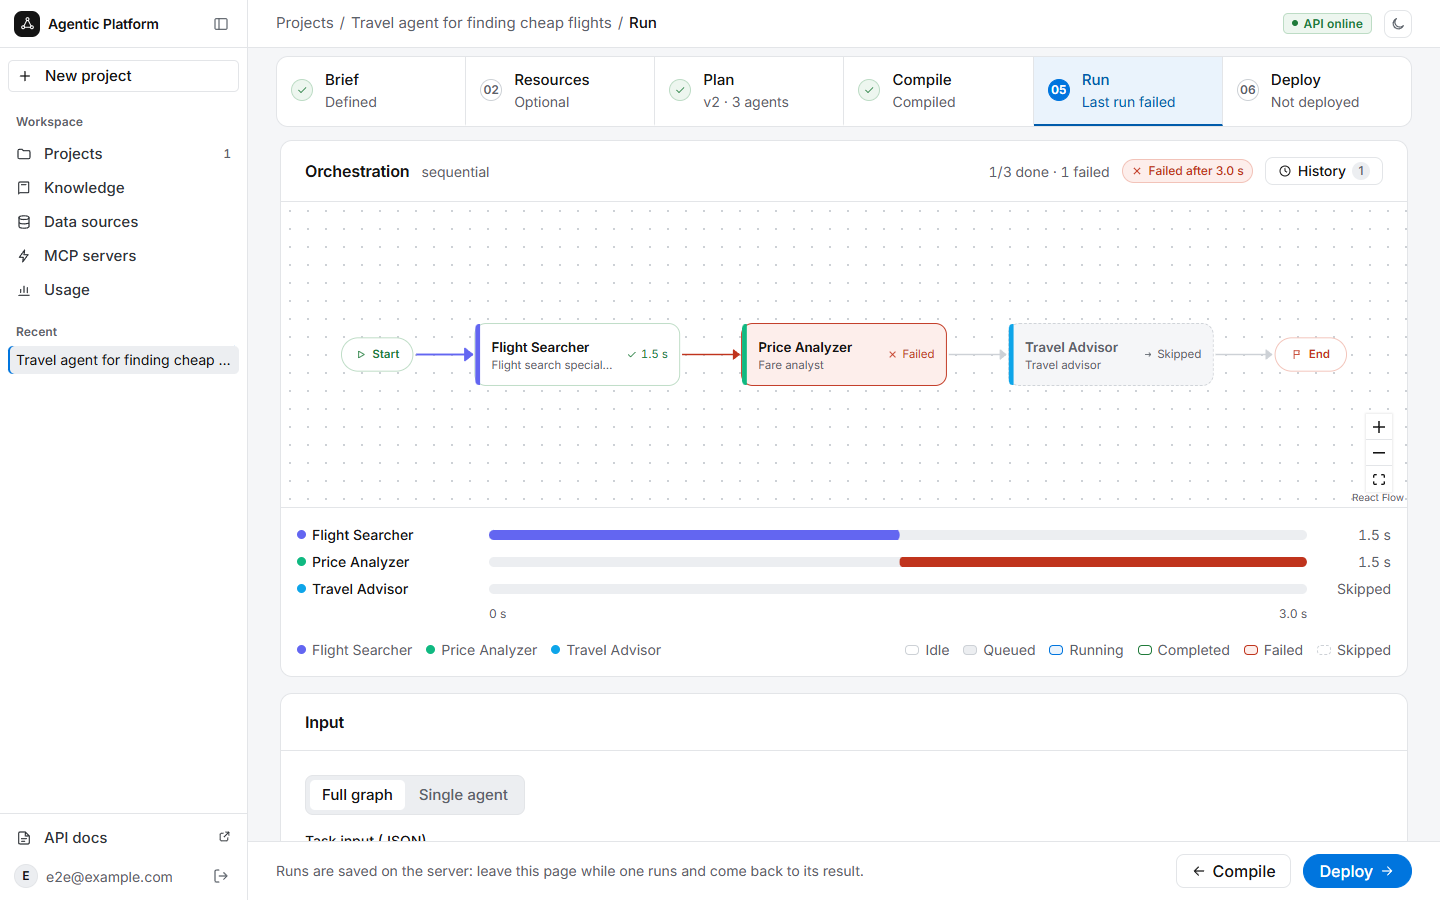 Agentic Platform
New project
Workspace
Projects 1
Knowledge
Data sources
MCP servers
Usage
Recent
Travel agent for finding cheap ...
API docs
E e2e@example.com
Projects / Travel agent for finding cheap flights / Run
API online
Brief
Defined
02 Resources
Optional
Plan
v2 · 3 agents
Compile
Compiled
05 Run
Last run failed
06 Deploy
Not deployed
Orchestration sequential
1/3 done · 1 failed
Failed after 3.0 s
History 1
Start
Flight Searcher
Flight search special...
1.5 s
Price Analyzer
Fare analyst
Failed
Travel Advisor
Travel advisor
Skipped
End
React Flow
Flight Searcher 1.5 s
Price Analyzer 1.5 s
Travel Advisor Skipped
0 s 3.0 s
Flight Searcher Price Analyzer Travel Advisor
Idle Queued Running Completed Failed Skipped
Input
Full graph Single agent
Task input (JSON)
Runs are saved on the server: leave this page while one runs and come back to its result.
Compile
Deploy